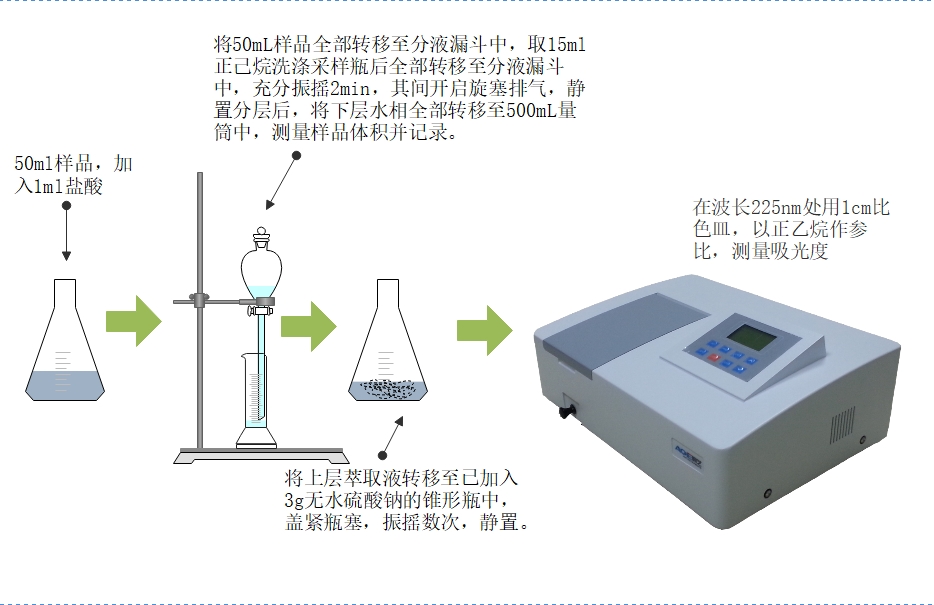 将50mL样品全部转移至分液漏斗中，取15ml
正己烷洗涤采样瓶后全部转移至分液漏斗
中，充分振摇2min，其间开启旋塞排气，静
置分层后，将下层水相全部转移至500mL量
筒中，测量样品体积并记录。
50ml样品，加
入1ml盐酸
在波长225nm处用1cm比
色皿，以正乙烷作参
比，测量吸光度
将上层萃取液转移至已加入
3g无水硫酸钠的锥形瓶中，
盖紧瓶塞，振摇数次，静置。